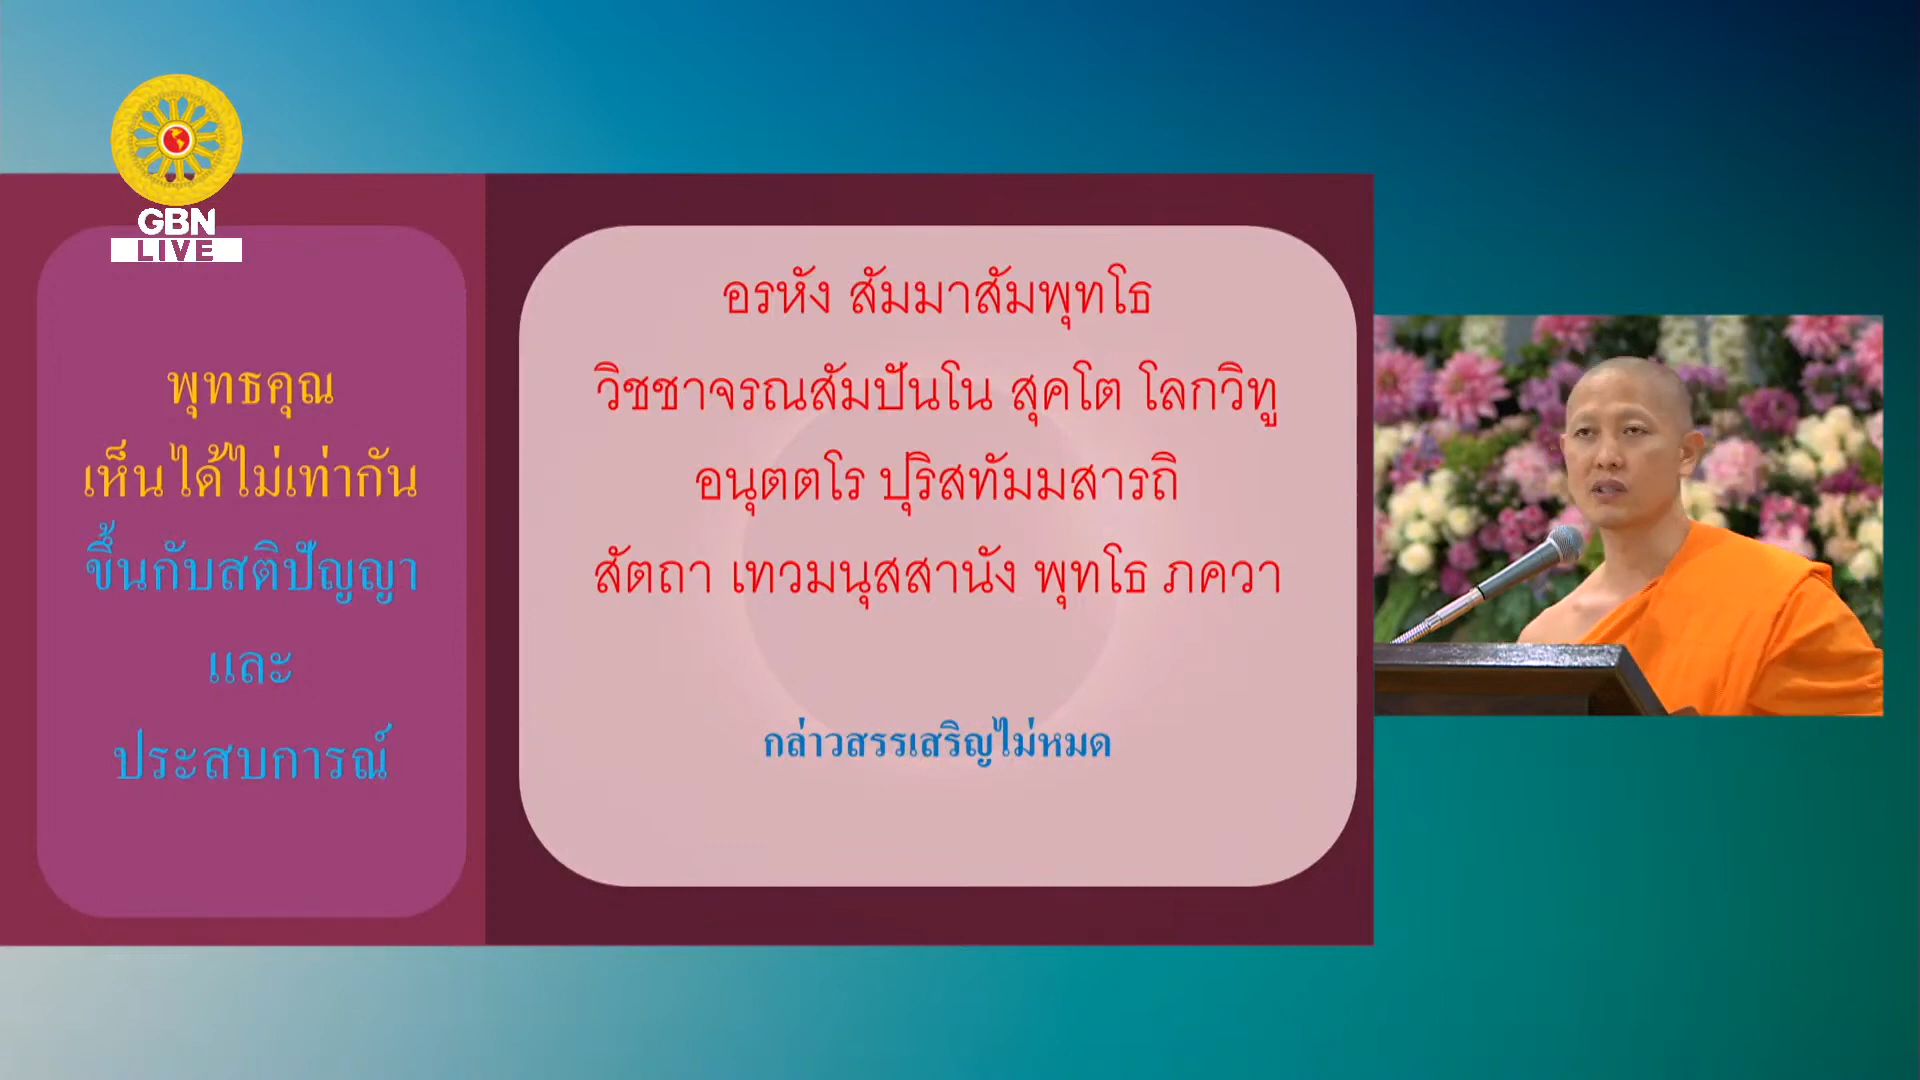 GBN
LIVE
พุทธคุณ
เห็นได้ไม่เท่ากัน
ขึ้นกับสติปัญญา
และ
ประสบการณ์
อรหัง สัมมาสัมพุทโธ
วิชชาจรณสัมปันโน สุคโต โลกวิทู
อนุตตโร ปุริสทัมมสารถิ
สัตถา เทวมนุสสานัง พุทโธ ภควา
กล่าวสรรเสริญไม่หมด